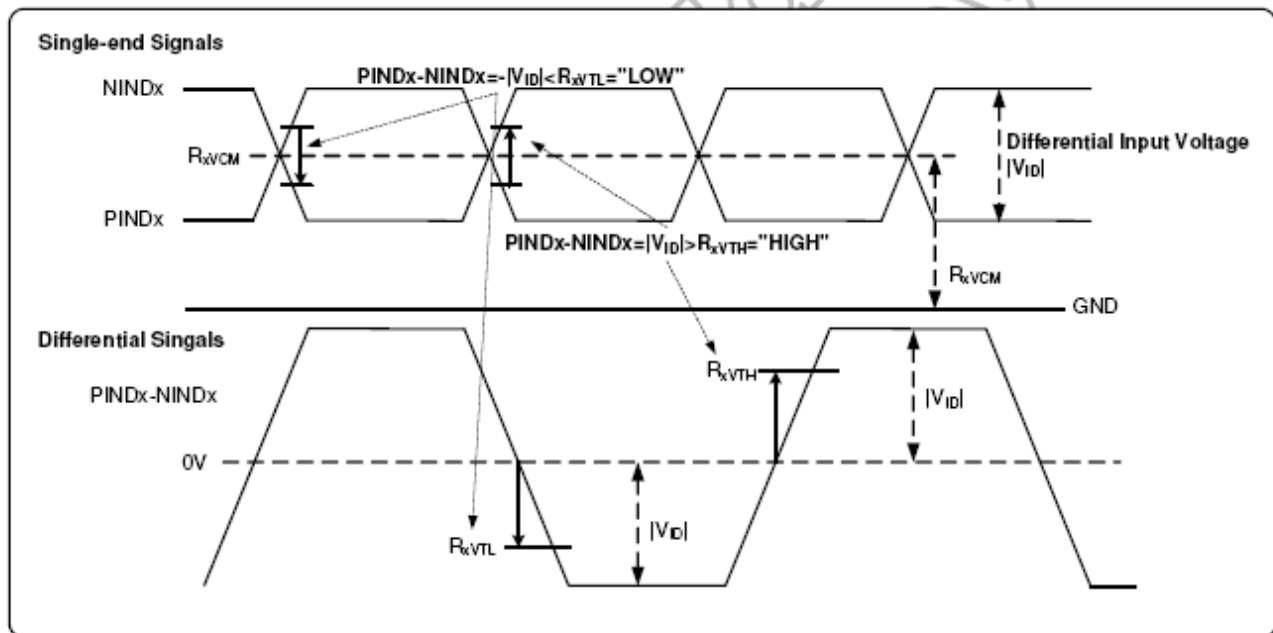 Single-end Signals
PINDx-NINDx=-|VID|<RxVTL="LOW"
NINDx
RxVCM
Differential Input Voltage
|VID|
PINDx
PINDx-NINDx=|VID|>RxVTH="HIGH"
RxVCM
GND
Differential Singals
RxVTH
PINDx-NINDx
|VID|
0V
|VID|
RxVTL